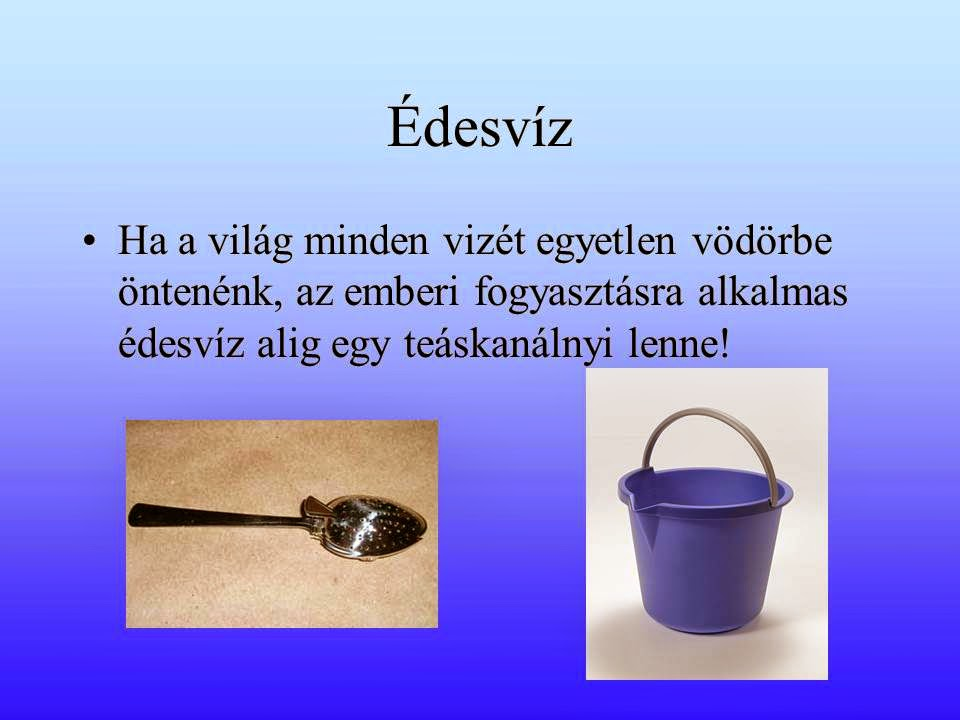 Édesvíz
• Ha a világ minden vizét egyetlen vödörbe
öntenénk, az emberi fogyasztásra alkalmas
édesvíz alig egy teáskanálnyi lenne!